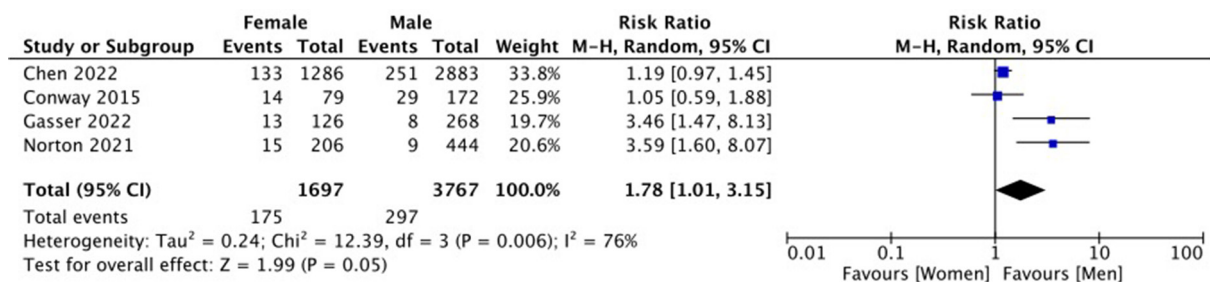 Female Male Risk Ratio Risk Ratio
Study or Subgroup Events Total Events Total Weight M-H, Random, 95% CI M-H, Random, 95% CI
Chen 2022 133 1286 251 2883 33.8% 1.19 [0.97, 1.45]
Conway 2015 14 79 29 172 25.9% 1.05 [0.59, 1.88]
Gasser 2022 13 126 8 268 19.7% 3.46 [1.47, 8.13]
Norton 2021 15 206 9 444 20.6% 3.59 [1.60, 8.07]
Total (95% CI) 1697 3767 100.0% 1.78 [1.01, 3.15]
Total events 175 297
Heterogeneity: Tau² = 0.24; Chi² = 12.39, df = 3 (P = 0.006); I² = 76%
Test for overall effect: Z = 1.99 (P = 0.05)
0.01 0.1 1 10 100
Favours [Women] Favours [Men]